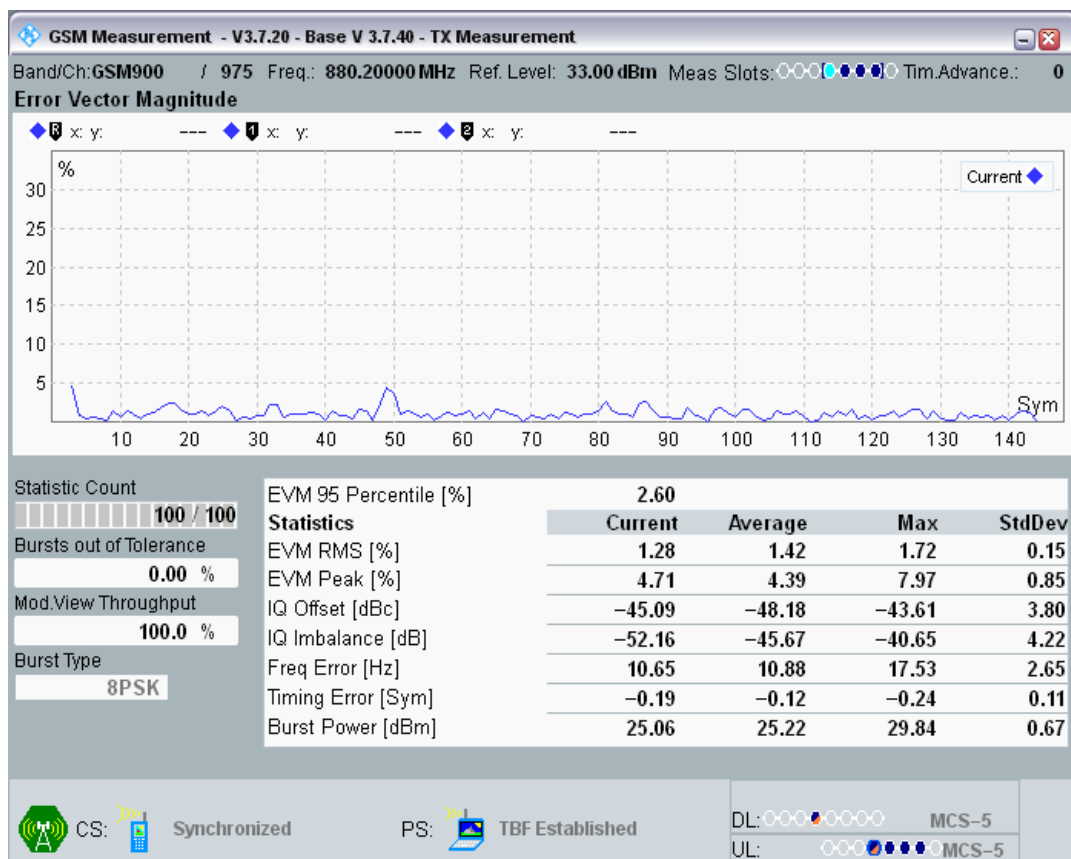 GSM Measurement - V3.7.20 - Base V 3.7.40 - TX Measurement
Band/Ch:GSM900 / 975 Freq.: 880.20000 MHz Ref. Level: 33.00 dBm Meas Slots: Tim.Advance.: 0
Error Vector Magnitude
R x: y: --- 1 x: y: --- 2 x: y: ---
%
Current
30
25
20
15
10
5
Sym
10 20 30 40 50 60 70 80 90 100 110 120 130 140
Statistic Count
100 / 100
Bursts out of Tolerance
0.00 %
Mod.View Throughput
100.0 %
Burst Type
8PSK
EVM 95 Percentile [%] 2.60
Statistics Current Average Max StdDev
EVM RMS [%] 1.28 1.42 1.72 0.15
EVM Peak [%] 4.71 4.39 7.97 0.85
IQ Offset [dBc] −45.09 −48.18 −43.61 3.80
IQ Imbalance [dB] −52.16 −45.67 −40.65 4.22
Freq Error [Hz] 10.65 10.88 17.53 2.65
Timing Error [Sym] −0.19 −0.12 −0.24 0.11
Burst Power [dBm] 25.06 25.22 29.84 0.67
CS: Synchronized PS: TBF Established
DL: MCS−5
UL: MCS−5